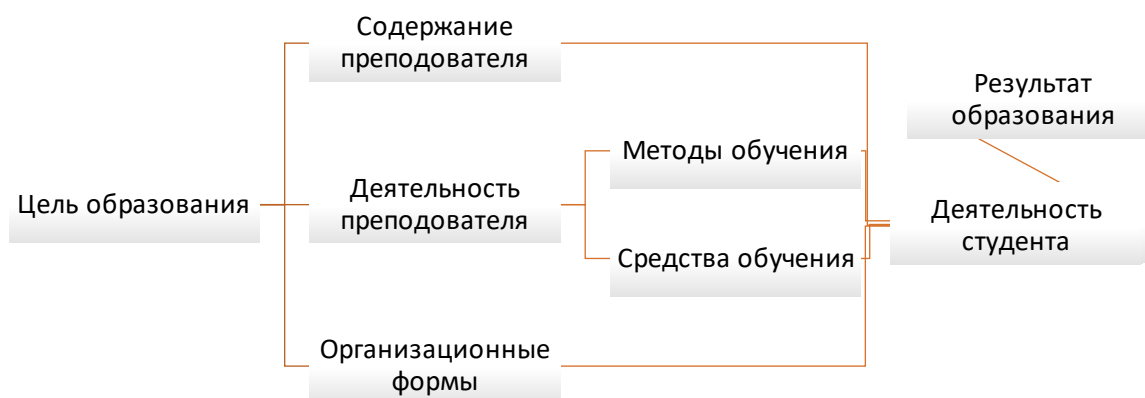 Содержание
преподователя
Результат
образования
Методы обучения
Цель образования
Деятельность
преподователя
Деятельность
студента
Средства обучения
Организационные
формы